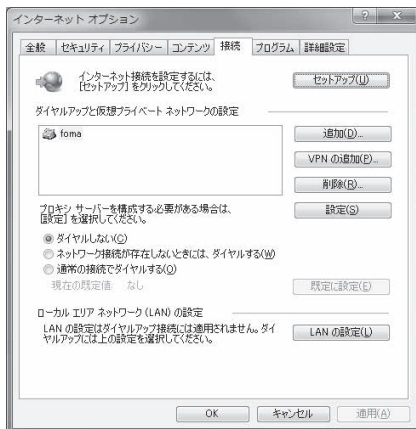 インターネット オプション
全般 セキュリティ プライバシー コンテンツ 接続 プログラム 詳細設定
インターネット接続を設定するには、
[セットアップ] をクリックしてください。
セットアップ(U)
ダイヤルアップと仮想プライベート ネットワークの設定
foma
追加(D)...
VPN の追加(P)...
削除(R)...
プロキシ サーバーを構成する必要がある場合は、
[設定] を選択してください。
設定(S)
ダイヤルしない(C)
ネットワーク接続が存在しないときには、ダイヤルする(W)
通常の接続でダイヤルする(O)
現在の既定値: なし
既定に設定(E)
ローカル エリア ネットワーク (LAN) の設定
LAN の設定はダイヤルアップ接続には適用されません。ダイ
ヤルアップには上の設定を選択してください。
LAN の設定(L)
OK キャンセル 適用(A)